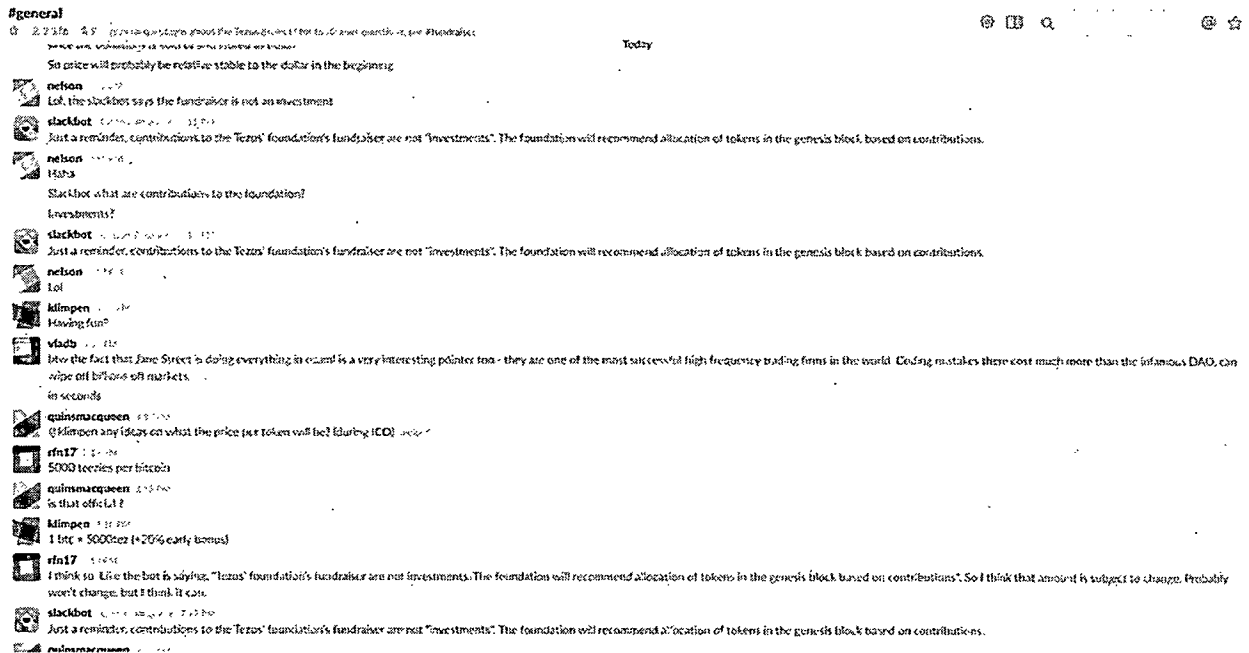 #general
Today
So price will probably be relative stable to the dollar in the beginning
nelson
Lol, the slackbot says the fundraiser is not an investment
slackbot
Just a reminder, contributions to the Tezos' foundation's fundraiser are not "investments". The foundation will recommend allocation of tokens in the genesis block based on contributions.
nelson
Haha
Slackbot what are contributions to the foundation?
Investments?
slackbot
Just a reminder, contributions to the Tezos' foundation's fundraiser are not "investments". The foundation will recommend allocation of tokens in the genesis block based on contributions.
nelson
Lol
klimpen
Having fun?
vladb
btw the fact that Jane Street is doing everything in ocaml is a very interesting pointer too - they are one of the most successful high frequency trading firms in the world. Coding mistakes there cost much more than the infamous DAO, can
wipe off billions off markets.
in seconds
quinsmacqueen
@klimpen any ideas on what the price per token will be? (during ICO)
rfn17
5000 teezies per bitcoin
quinsmacqueen
is that official ?
klimpen
1 btc = 5000tez (+20% early bonus)
rfn17
I think so. Like the bot is saying, "Tezos' foundation's fundraiser are not investments. The foundation will recommend allocation of tokens in the genesis block based on contributions". So I think that amount is subject to change. Probably
won't change, but I think it can.
slackbot
Just a reminder, contributions to the Tezos' foundation's fundraiser are not "investments". The foundation will recommend allocation of tokens in the genesis block based on contributions.
quinsmacqueen